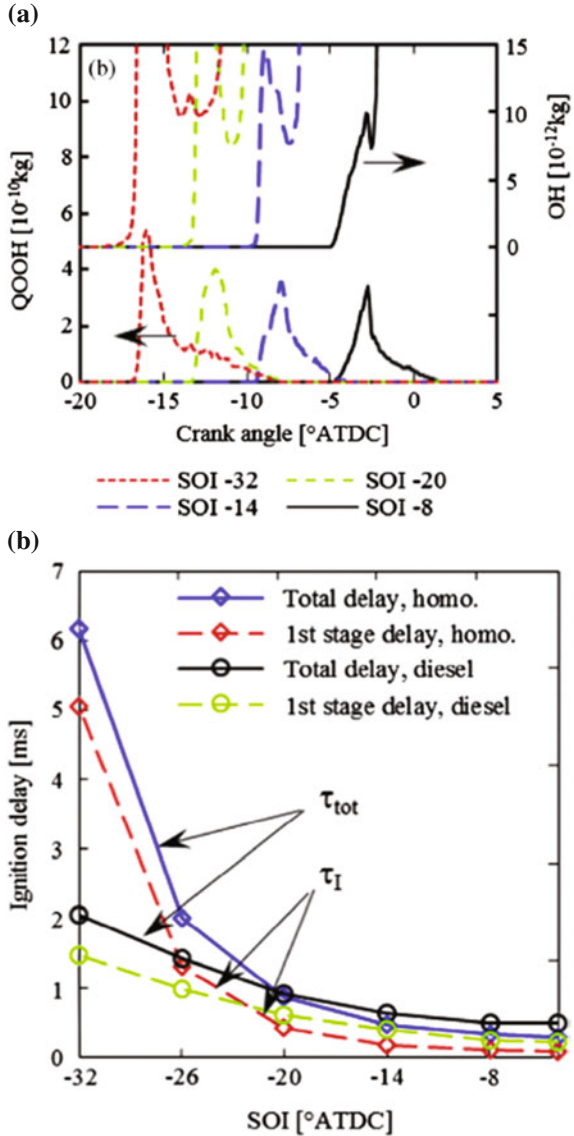 (a)
(b)
12
10
8
6
4
2
0
QOOH [10⁻¹⁰kg]
15
10
5
0
OH [10⁻¹²kg]
-20 -15 -10 -5 0 5
Crank angle [°ATDC]
SOI -32 SOI -20
SOI -14 SOI -8
(b)
7
6
5
4
3
2
1
0
Ignition delay [ms]
Total delay, homo.
1st stage delay, homo.
Total delay, diesel
1st stage delay, diesel
τtot
τI
-32 -26 -20 -14 -8
SOI [°ATDC]